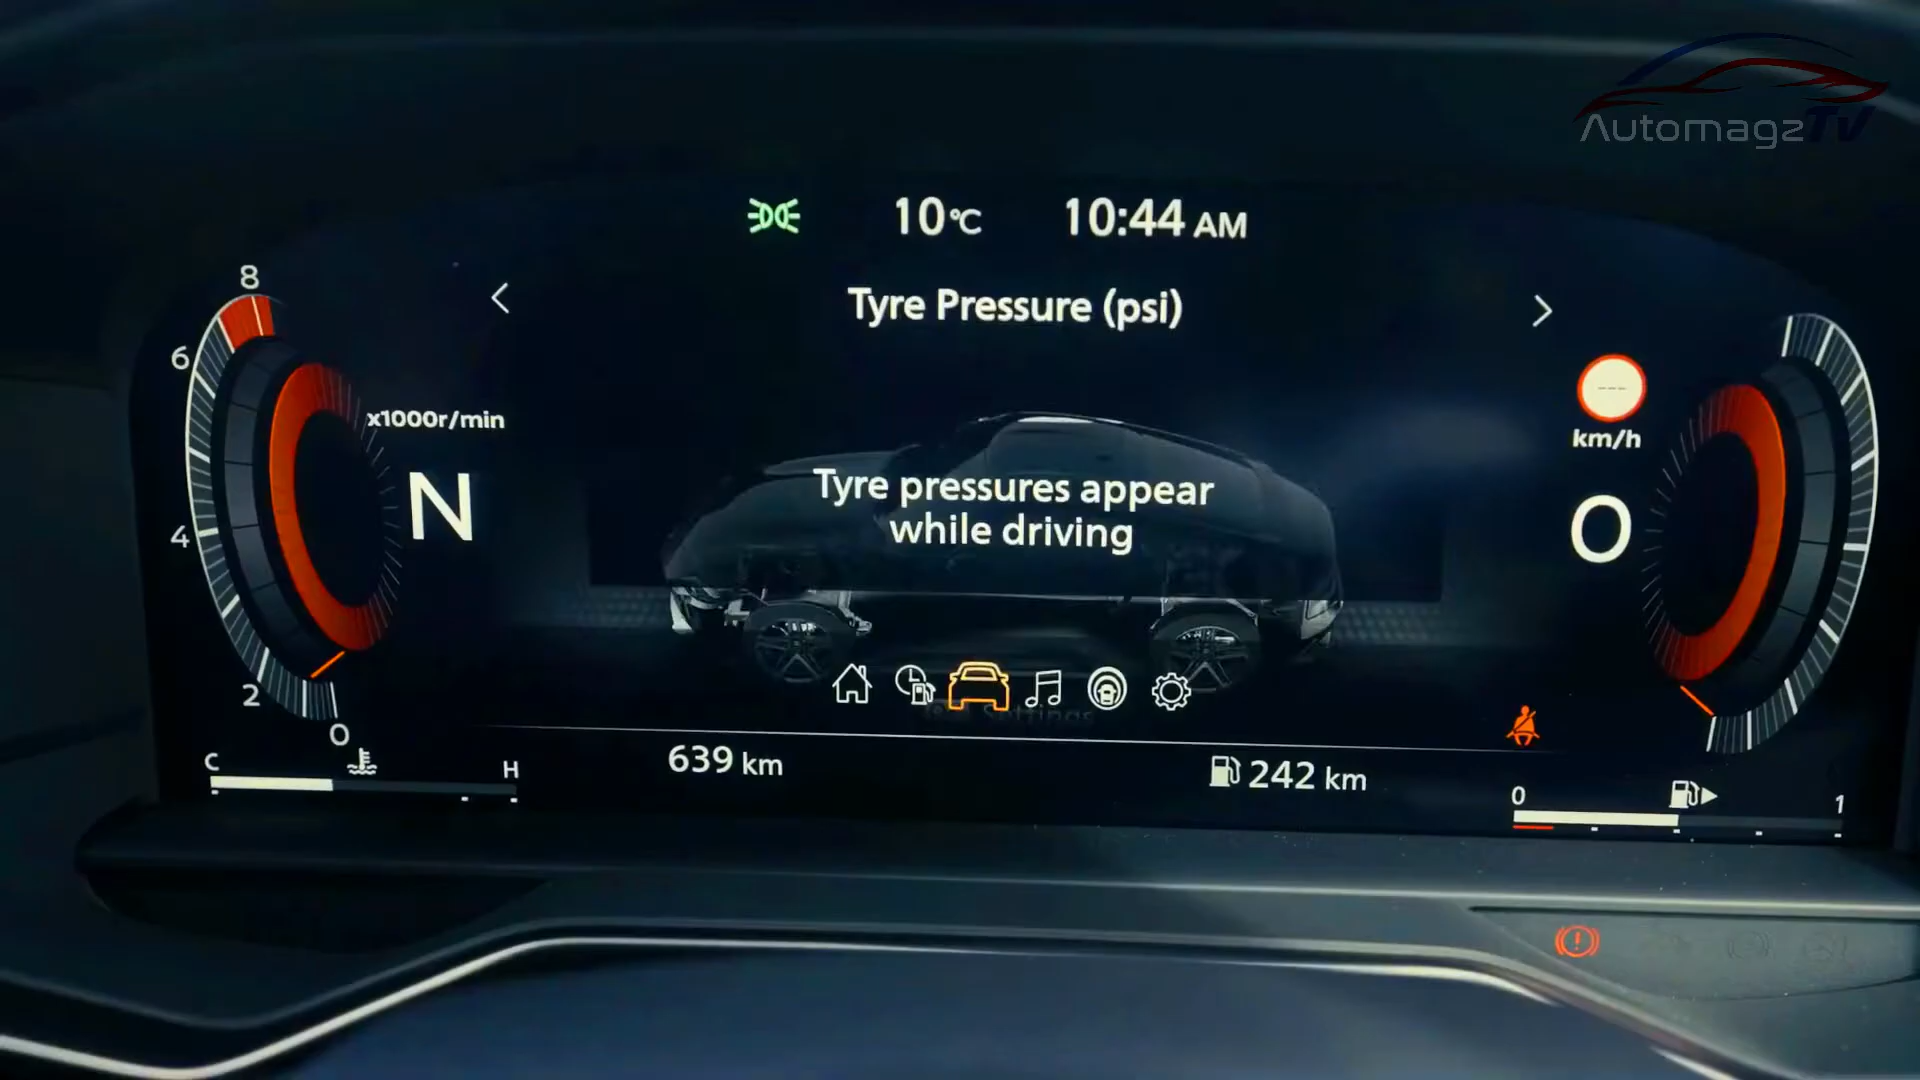 AutomagzTV
10°C
10:44 AM
Tyre Pressure (psi)
8
6
x1000r/min
N
4
2
0
Tyre pressures appear
while driving
---
km/h
0
Settings
C
H
639 km
242 km
0
1